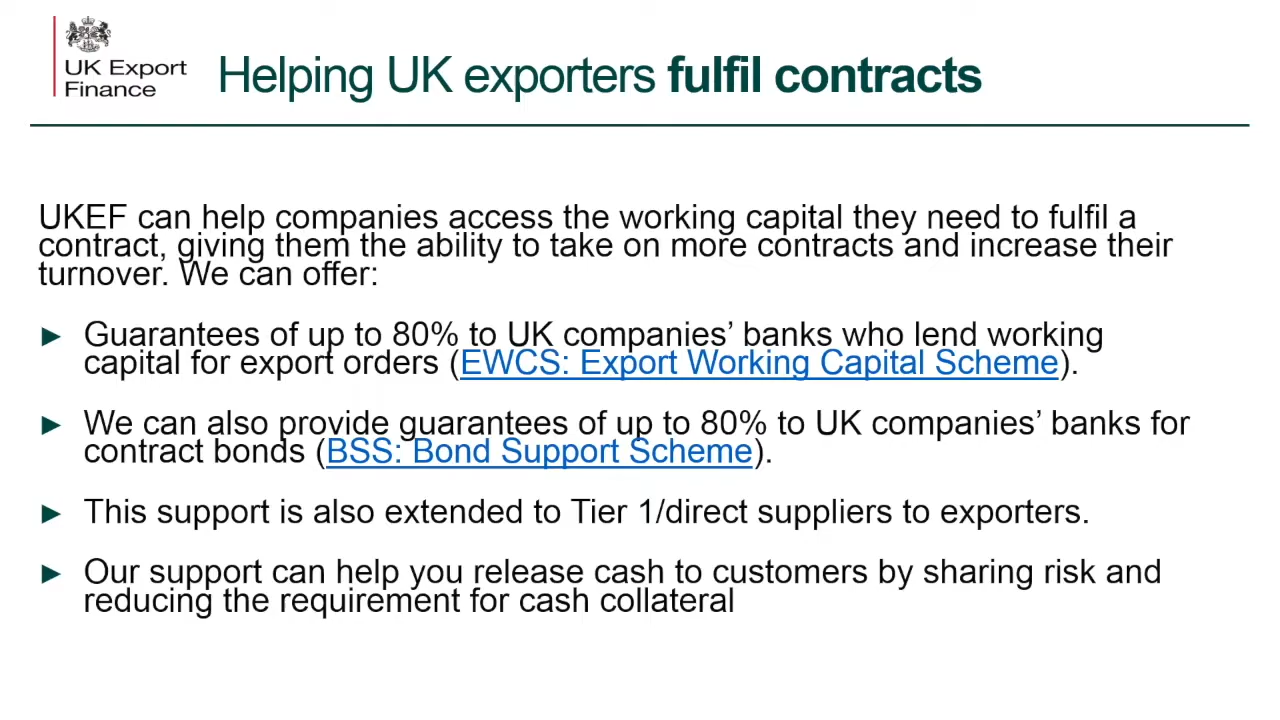 UK Export
Finance
Helping UK exporters fulfil contracts
UKEF can help companies access the working capital they need to fulfil a
contract, giving them the ability to take on more contracts and increase their
turnover. We can offer:
► Guarantees of up to 80% to UK companies’ banks who lend working
capital for export orders (EWCS: Export Working Capital Scheme).
► We can also provide guarantees of up to 80% to UK companies’ banks for
contract bonds (BSS: Bond Support Scheme).
► This support is also extended to Tier 1/direct suppliers to exporters.
► Our support can help you release cash to customers by sharing risk and
reducing the requirement for cash collateral